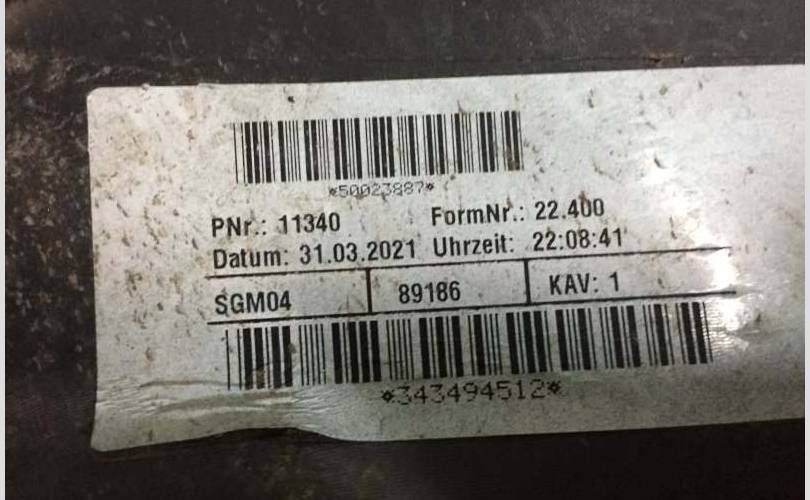 *50023887*
PNr.: 11340 FormNr.: 22.400
Datum: 31.03.2021 Uhrzeit: 22:08:41
SGM04 89186 KAV: 1
*343494512*